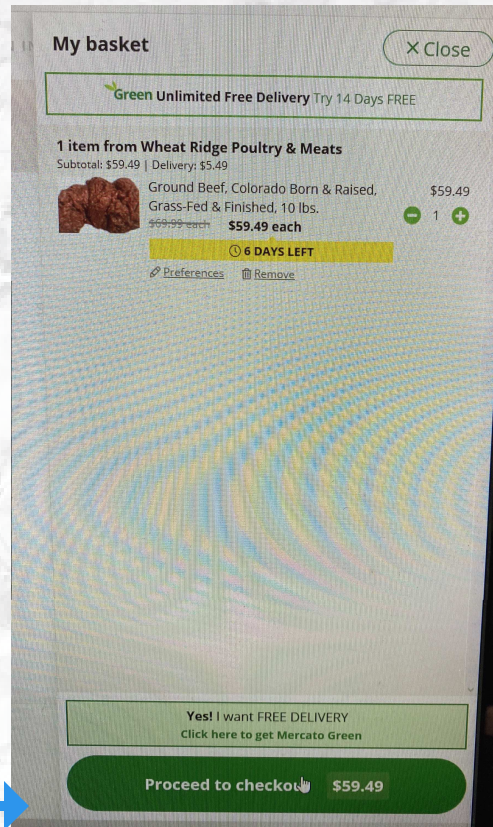 My basket
× Close
Green Unlimited Free Delivery Try 14 Days FREE
1 item from Wheat Ridge Poultry & Meats
Subtotal: $59.49 | Delivery: $5.49
Ground Beef, Colorado Born & Raised, $59.49
Grass-Fed & Finished, 10 lbs.
1
$69.99 each $59.49 each
6 DAYS LEFT
Preferences Remove
Yes! I want FREE DELIVERY
Click here to get Mercato Green
Proceed to checkout $59.49